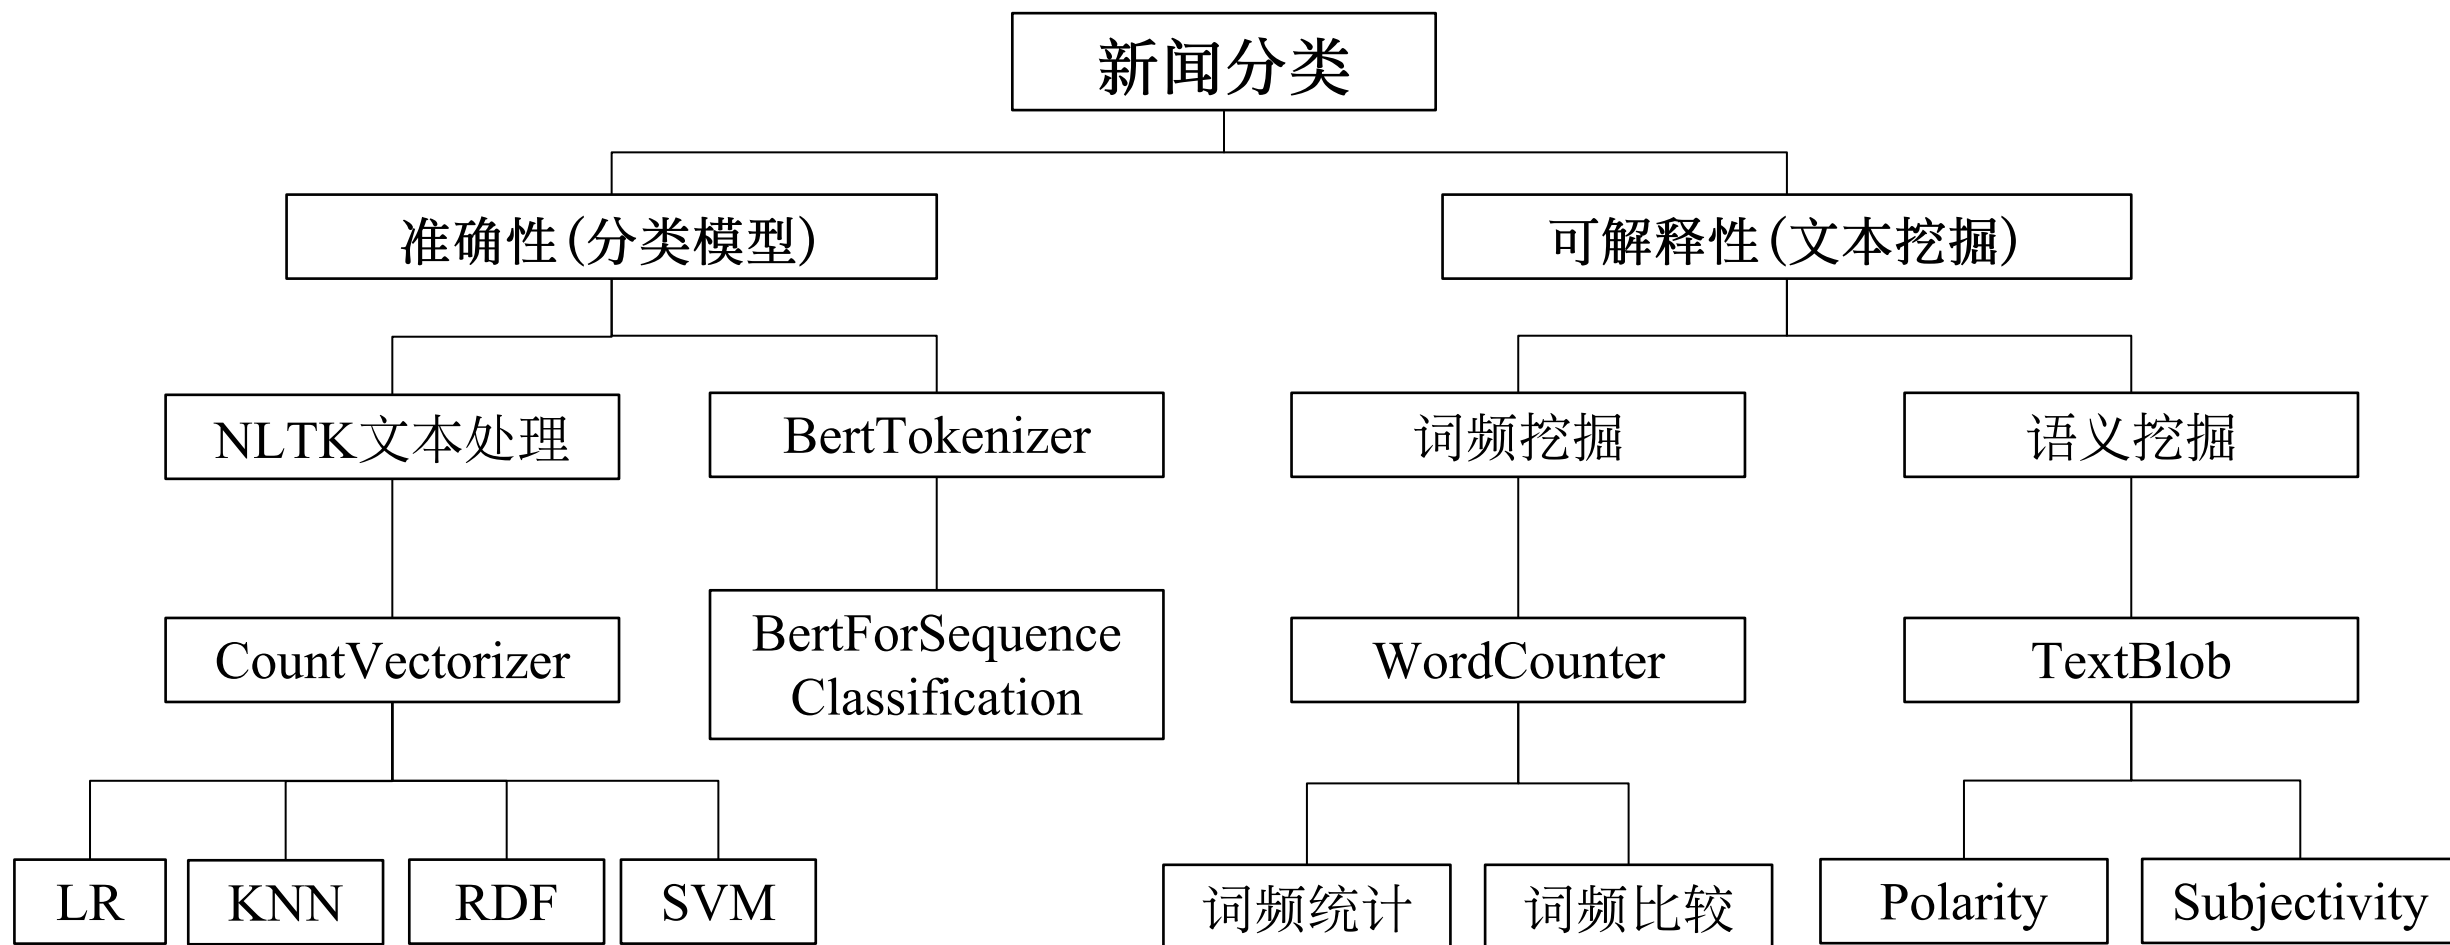 新闻分类
准确性(分类模型)
可解释性(文本挖掘)
NLTK文本处理
BertTokenizer
词频挖掘
语义挖掘
CountVectorizer
BertForSequence
Classification
WordCounter
TextBlob
LR
KNN
RDF
SVM
词频统计
词频比较
Polarity
Subjectivity